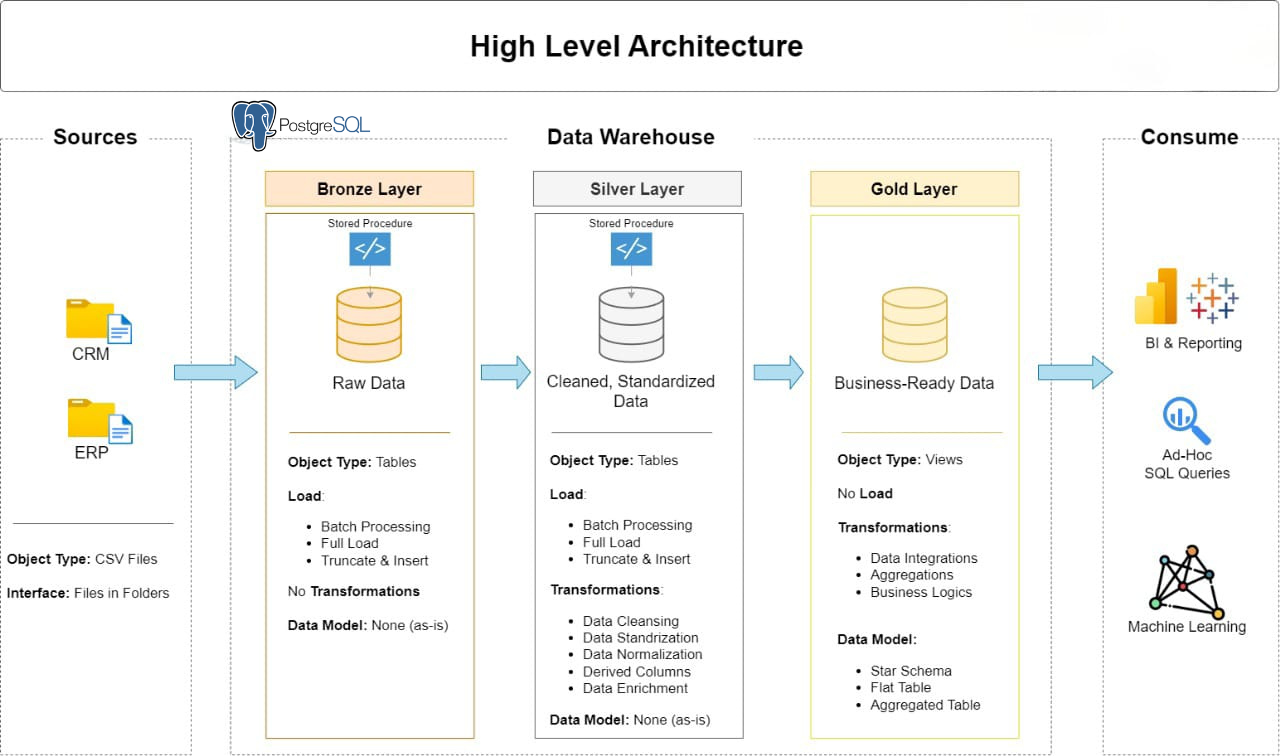 High Level Architecture
Sources
PostgreSQL
Data Warehouse
Consume
CRM
ERP
Object Type: CSV Files
Interface: Files in Folders
Bronze Layer
Stored Procedure
</>
Raw Data
Object Type: Tables
Load:
• Batch Processing
• Full Load
• Truncate & Insert
No Transformations
Data Model: None (as-is)
Silver Layer
Stored Procedure
</>
Cleaned, Standardized
Data
Object Type: Tables
Load:
• Batch Processing
• Full Load
• Truncate & Insert
Transformations:
• Data Cleansing
• Data Standrization
• Data Normalization
• Derived Columns
• Data Enrichment
Data Model: None (as-is)
Gold Layer
Business-Ready Data
Object Type: Views
No Load
Transformations:
• Data Integrations
• Aggregations
• Business Logics
Data Model:
• Star Schema
• Flat Table
• Aggregated Table
BI & Reporting
Ad-Hoc
SQL Queries
Machine Learning